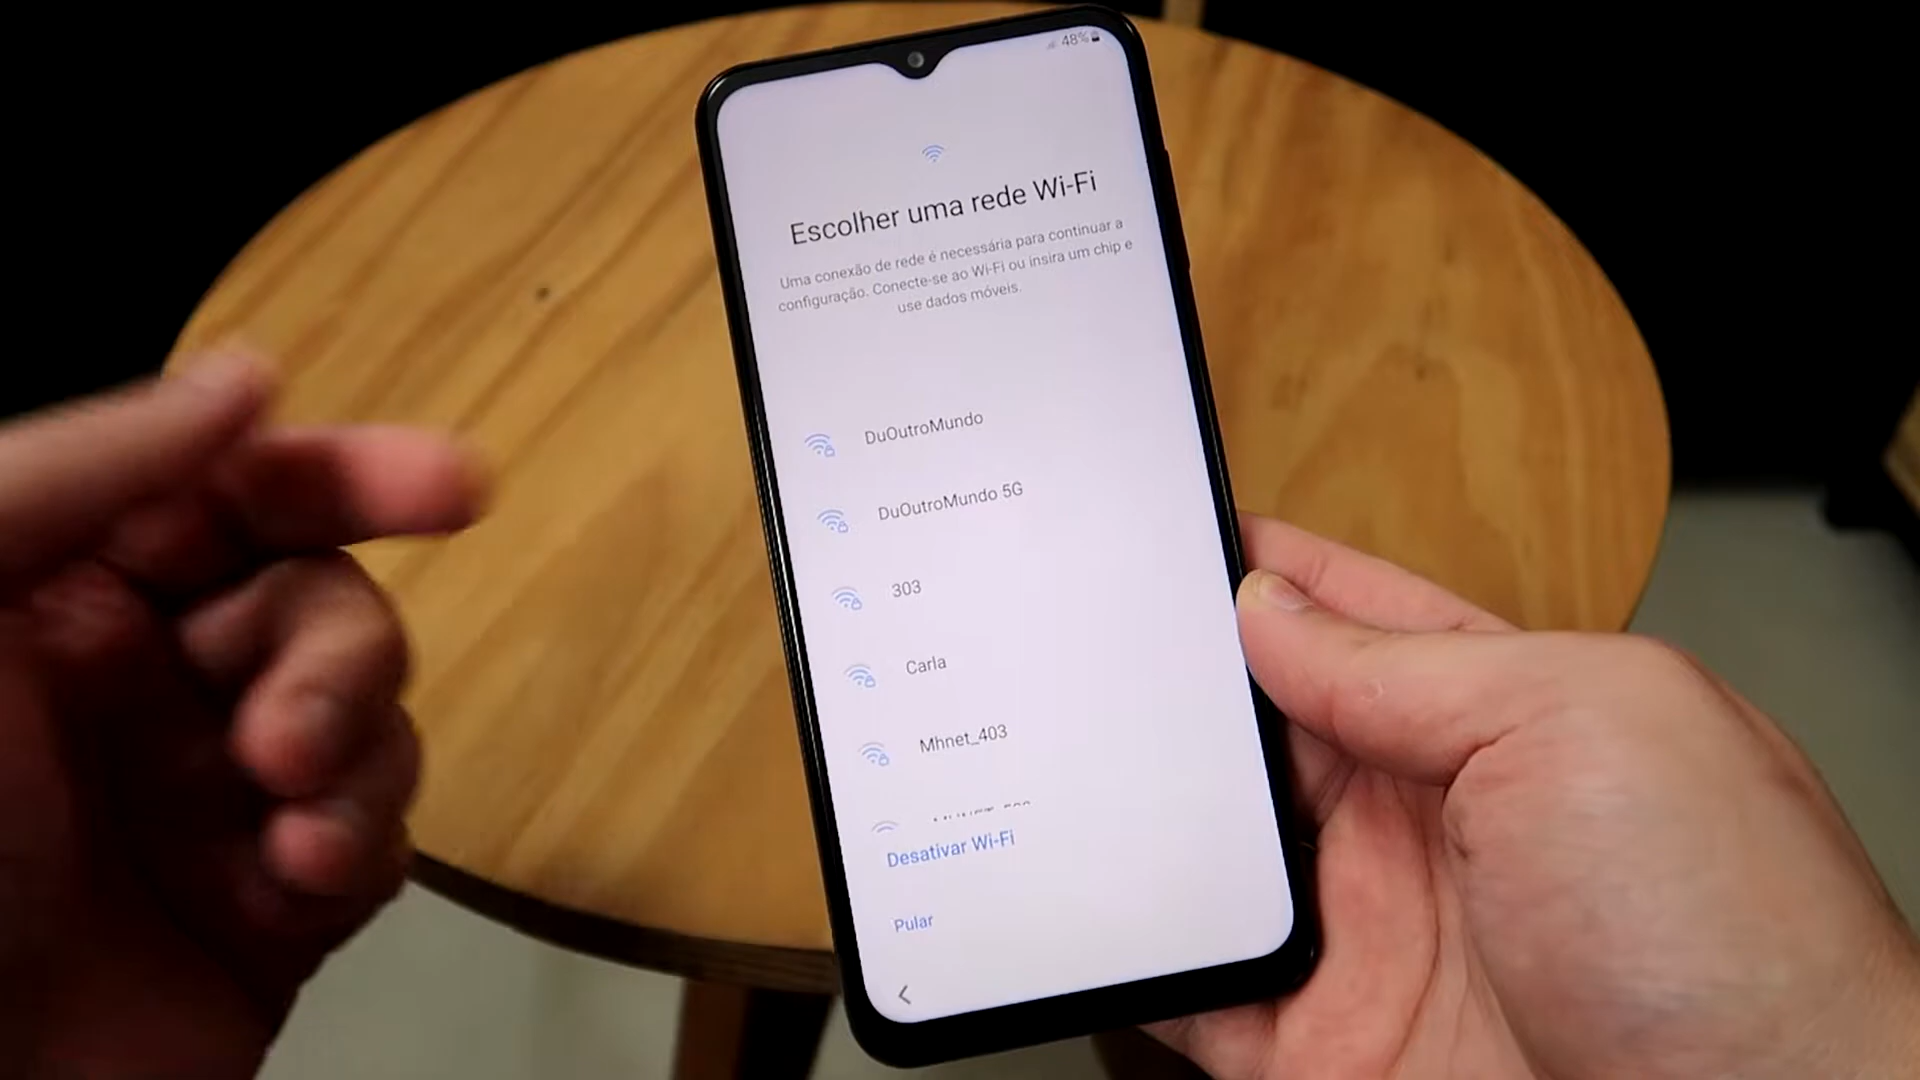 48%
Escolher uma rede Wi-Fi
Uma conexão de rede é necessária para continuar a
configuração. Conecte-se ao Wi-Fi ou insira um chip e
use dados móveis.
DuOutroMundo
DuOutroMundo 5G
303
Carla
Mhnet_403
Desativar Wi-Fi
Pular